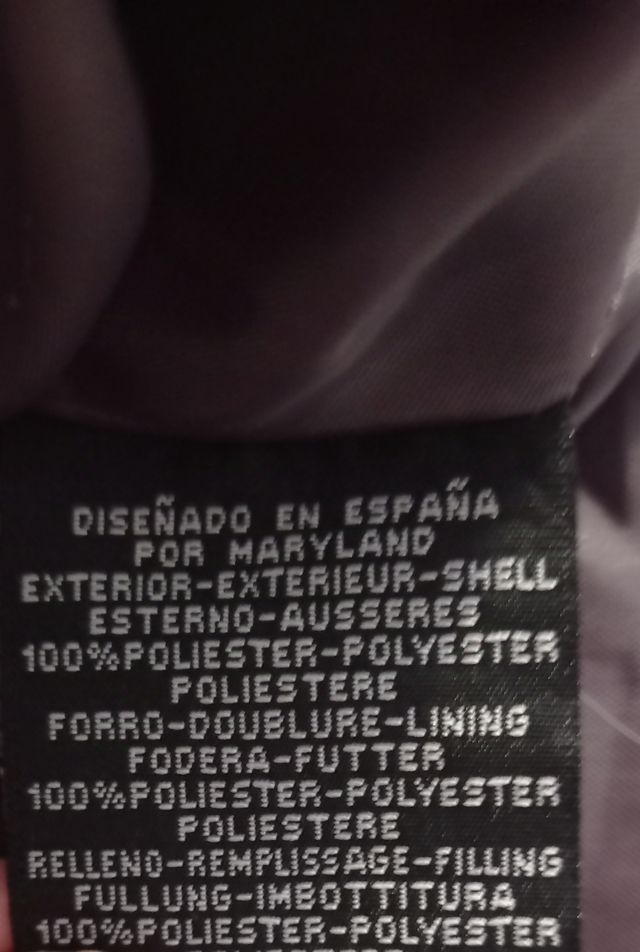 DISEÑADO EN ESPAÑA
POR MARYLAND
EXTERIOR-EXTERIEUR-SHELL
ESTERNO-AUSSERES
100%POLIESTER-POLYESTER
POLIESTERE
FORRO-DOUBLURE-LINING
FODERA-FUTTER
100%POLIESTER-POLYESTER
POLIESTERE
RELLENO-REMPLISSAGE-FILLING
FULLUNG-IMBOTTITURA
100%POLIESTER-POLYESTER